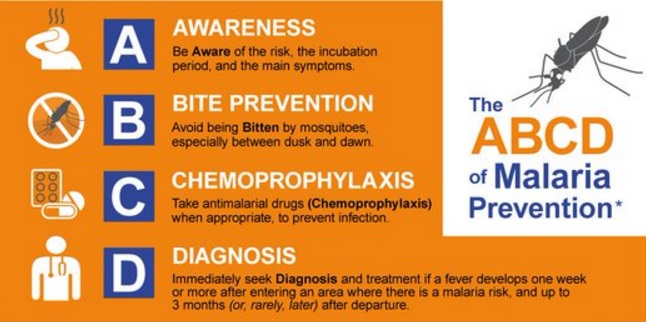 A
AWARENESS
Be Aware of the risk, the incubation
period, and the main symptoms.
B
BITE PREVENTION
Avoid being Bitten by mosquitoes,
especially between dusk and dawn.
C
CHEMOPROPHYLAXIS
Take antimalarial drugs (Chemoprophylaxis)
when appropriate, to prevent infection.
D
DIAGNOSIS
Immediately seek Diagnosis and treatment if a fever develops one week
or more after entering an area where there is a malaria risk, and up to
3 months (or, rarely, later) after departure.
The
ABCD
of Malaria
Prevention*